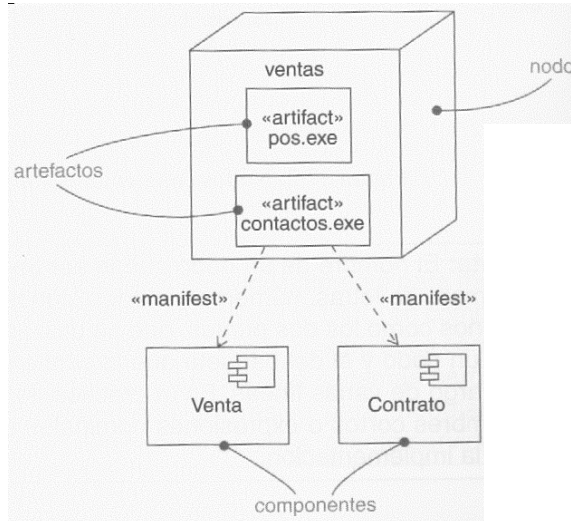 ventas
nodo
«artifact»
pos.exe
artefactos
«artifact»
contactos.exe
«manifest»
«manifest»
Venta
Contrato
componentes